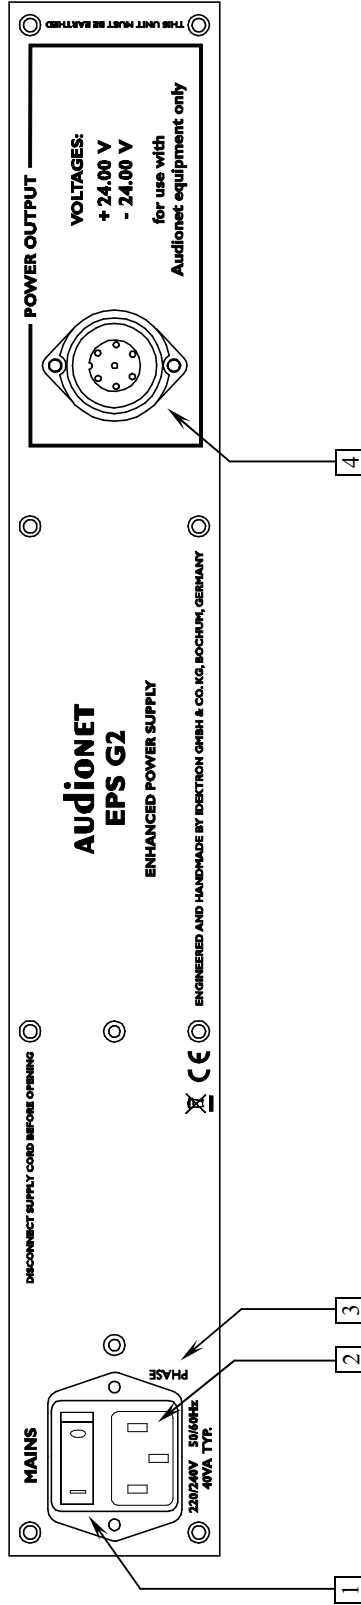 MAINS
PHASE
220/240V 50/60Hz
40VA TYP.
DISCONNECT SUPPLY CORD BEFORE OPENING
CE
AUdioNET
EPS G2
ENHANCED POWER SUPPLY
ENGINEERED AND HANDMADE BY IDEKTRON GMBH & CO. KG, BOCHUM, GERMANY
POWER OUTPUT
VOLTAGES:
+ 24.00 V
- 24.00 V
for use with
Audionet equipment only
THIS UNIT MUST BE EARTHED
1
2
3
4